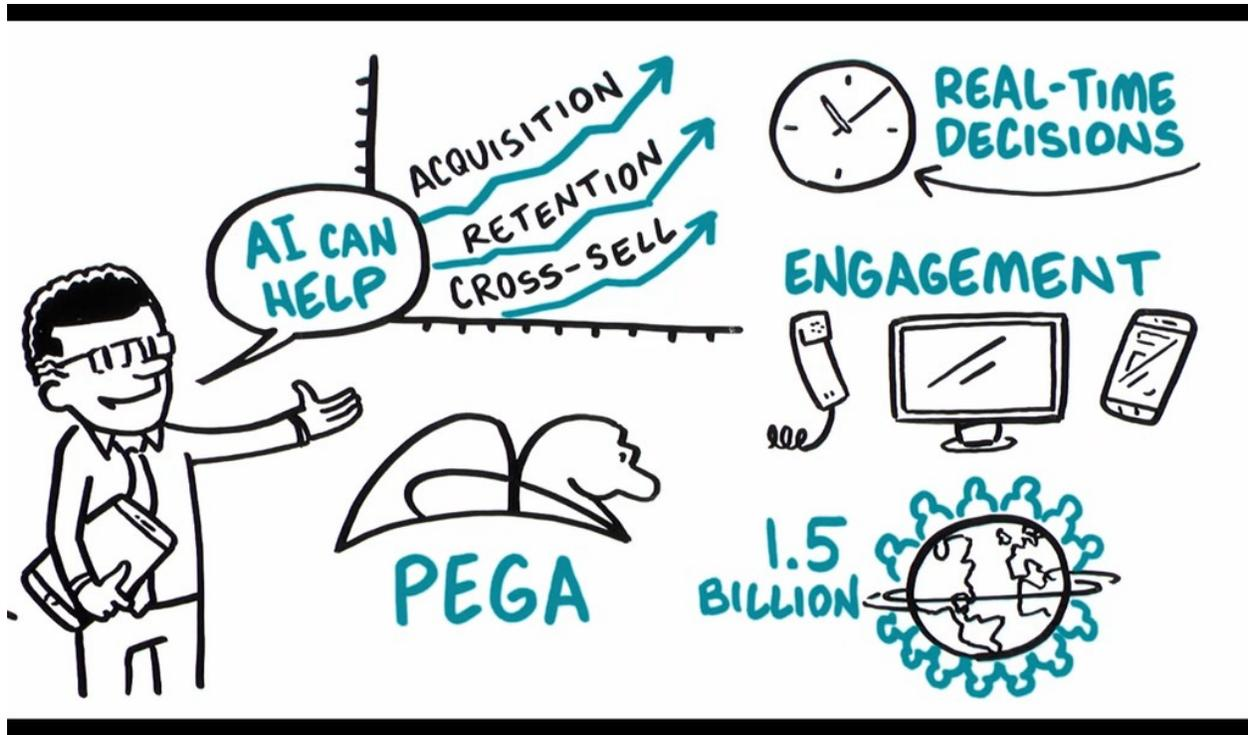 AI CAN
HELP
ACQUISITION
RETENTION
CROSS-SELL
REAL-TIME
DECISIONS
ENGAGEMENT
PEGA
1.5
BILLION